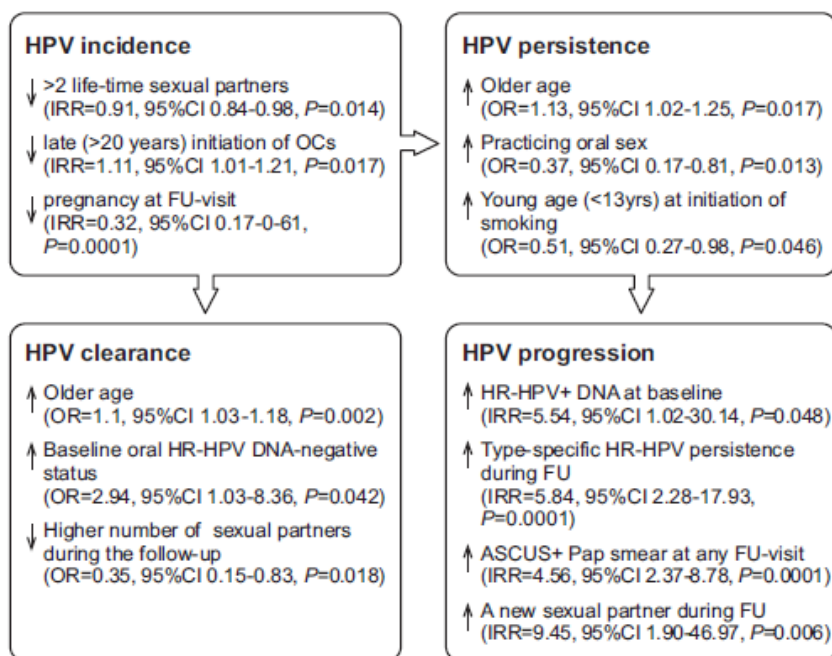 HPV incidence
↓ >2 life-time sexual partners
(IRR=0.91, 95%CI 0.84-0.98, P=0.014)
↓ late (>20 years) initiation of OCs
(IRR=1.11, 95%CI 1.01-1.21, P=0.017)
↓ pregnancy at FU-visit
(IRR=0.32, 95%CI 0.17-0-61,
P=0.0001)
HPV persistence
↑ Older age
(OR=1.13, 95%CI 1.02-1.25, P=0.017)
↑ Practicing oral sex
(OR=0.37, 95%CI 0.17-0.81, P=0.013)
↑ Young age (<13yrs) at initiation of
smoking
(OR=0.51, 95%CI 0.27-0.98, P=0.046)
HPV clearance
↑ Older age
(OR=1.1, 95%CI 1.03-1.18, P=0.002)
↑ Baseline oral HR-HPV DNA-negative
status
(OR=2.94, 95%CI 1.03-8.36, P=0.042)
↓ Higher number of sexual partners
during the follow-up
(OR=0.35, 95%CI 0.15-0.83, P=0.018)
HPV progression
↑ HR-HPV+ DNA at baseline
(IRR=5.54, 95%CI 1.02-30.14, P=0.048)
↑ Type-specific HR-HPV persistence
during FU
(IRR=5.84, 95%CI 2.28-17.93,
P=0.0001)
↑ ASCUS+ Pap smear at any FU-visit
(IRR=4.56, 95%CI 2.37-8.78, P=0.0001)
↑ A new sexual partner during FU
(IRR=9.45, 95%CI 1.90-46.97, P=0.006)